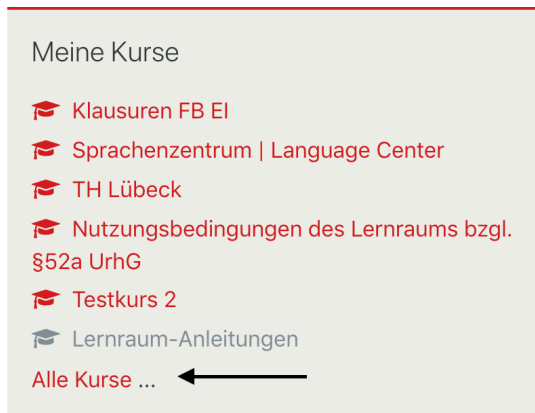 Meine Kurse
Klausuren FB EI
Sprachenzentrum | Language Center
TH Lübeck
Nutzungsbedingungen des Lernraums bzgl.
§52a UrhG
Testkurs 2
Lernraum-Anleitungen
Alle Kurse ...